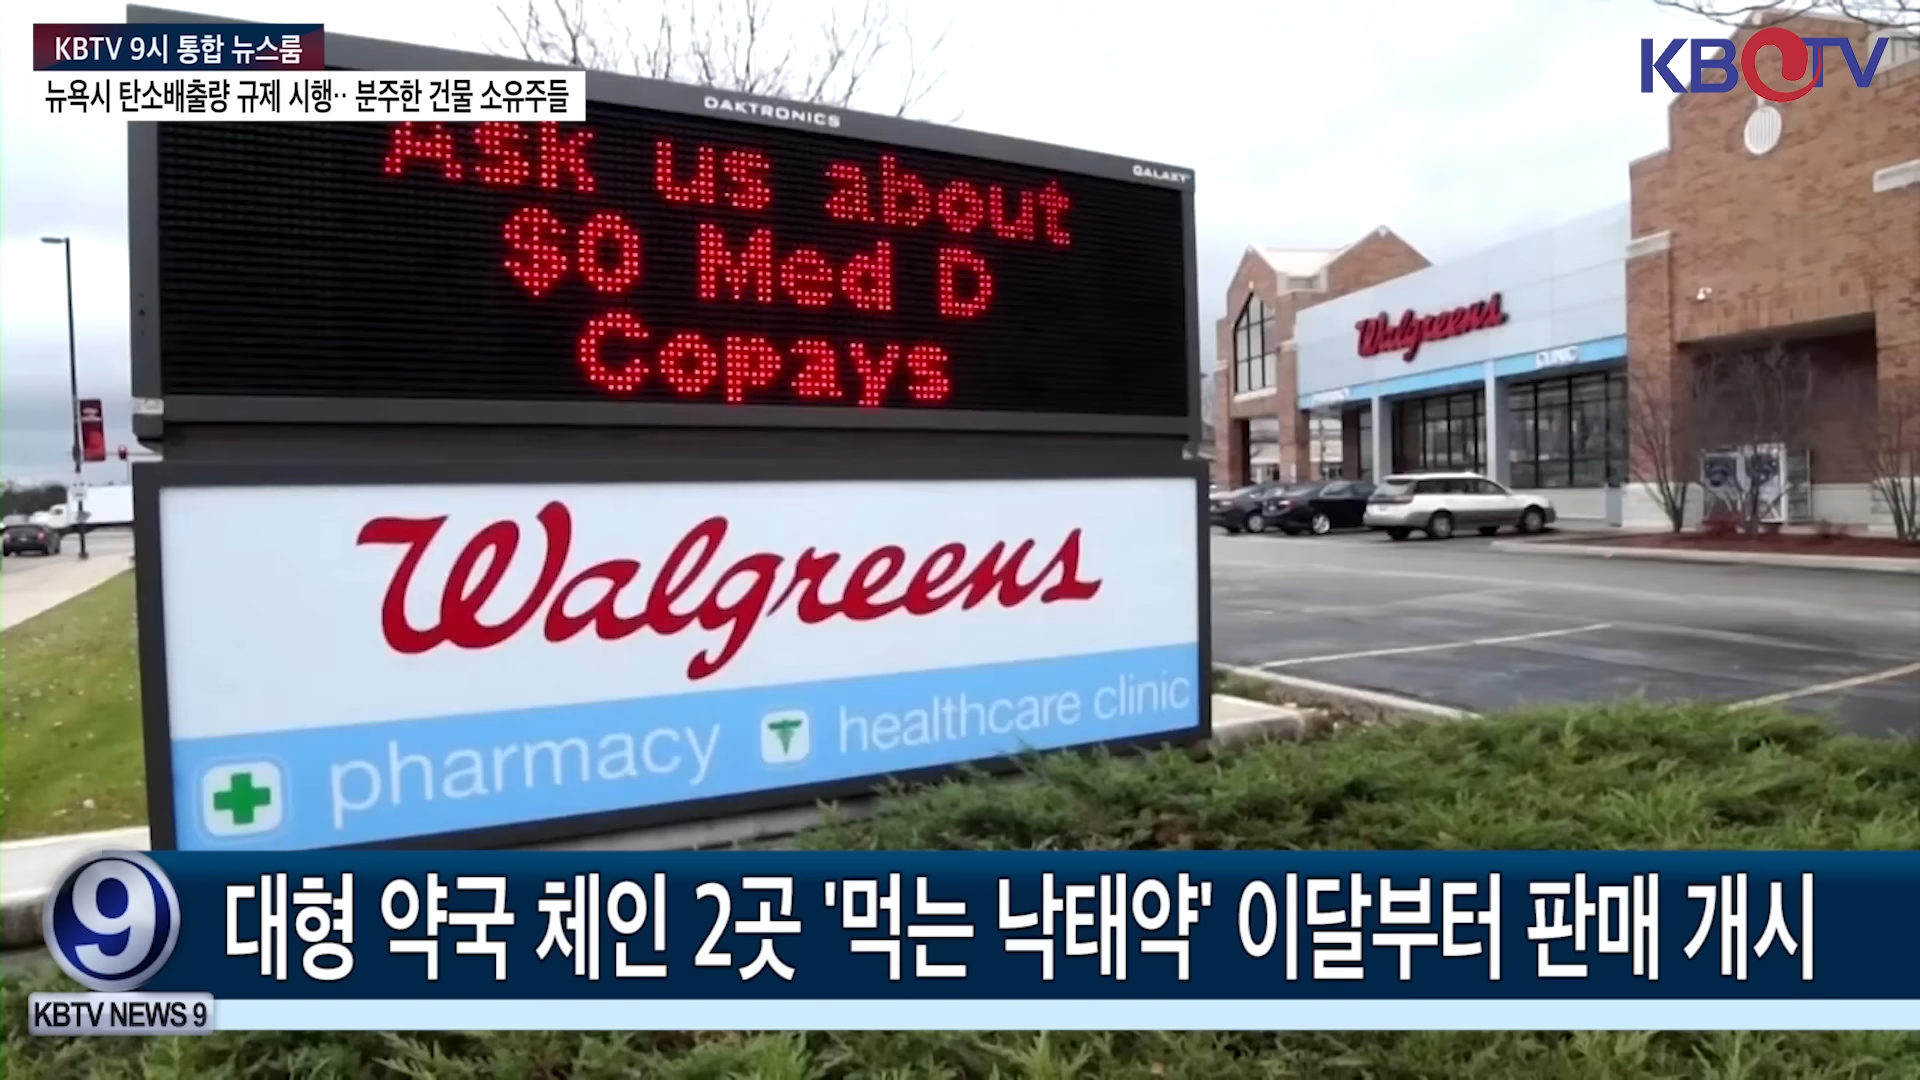 KBTV 9시 통합 뉴스룸
뉴욕시 탄소배출량 규제 시행·· 분주한 건물 소유주들
KBTV
DAKTRONICS
GALAXY
Ask us about
$0 Med D
Copays
Walgreens
CLINIC
PHARMACY
Walgreens
pharmacy healthcare clinic
9 대형 약국 체인 2곳 '먹는 낙태약' 이달부터 판매 개시
KBTV NEWS 9